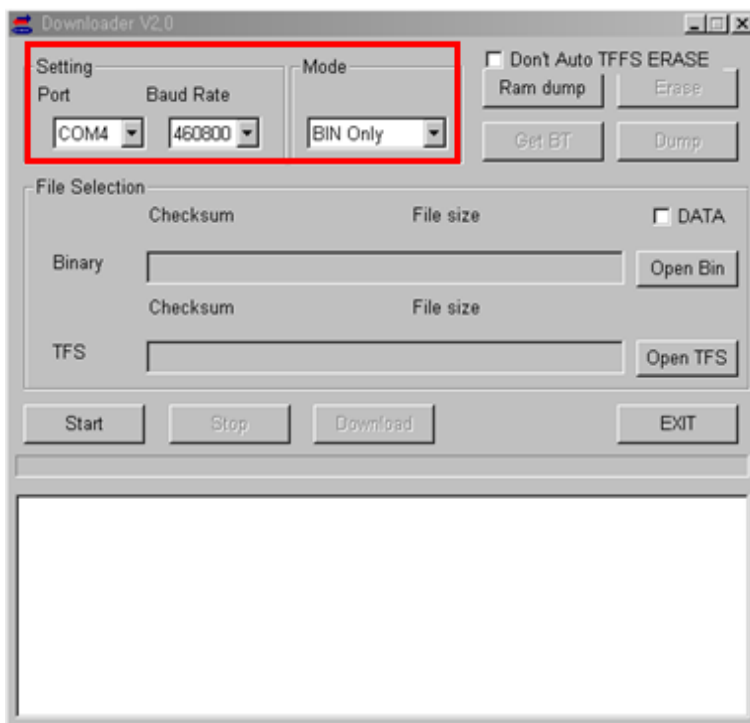 Downloader V2,0
Setting
Mode
Don't Auto TFFS ERASE
Port
Baud Rate
Ram dump
Erase
COM4
460800
BIN Only
Get BT
Dump
File Selection
Checksum
File size
DATA
Binary
Open Bin
Checksum
File size
TFS
Open TFS
Start
Stop
Download
EXIT